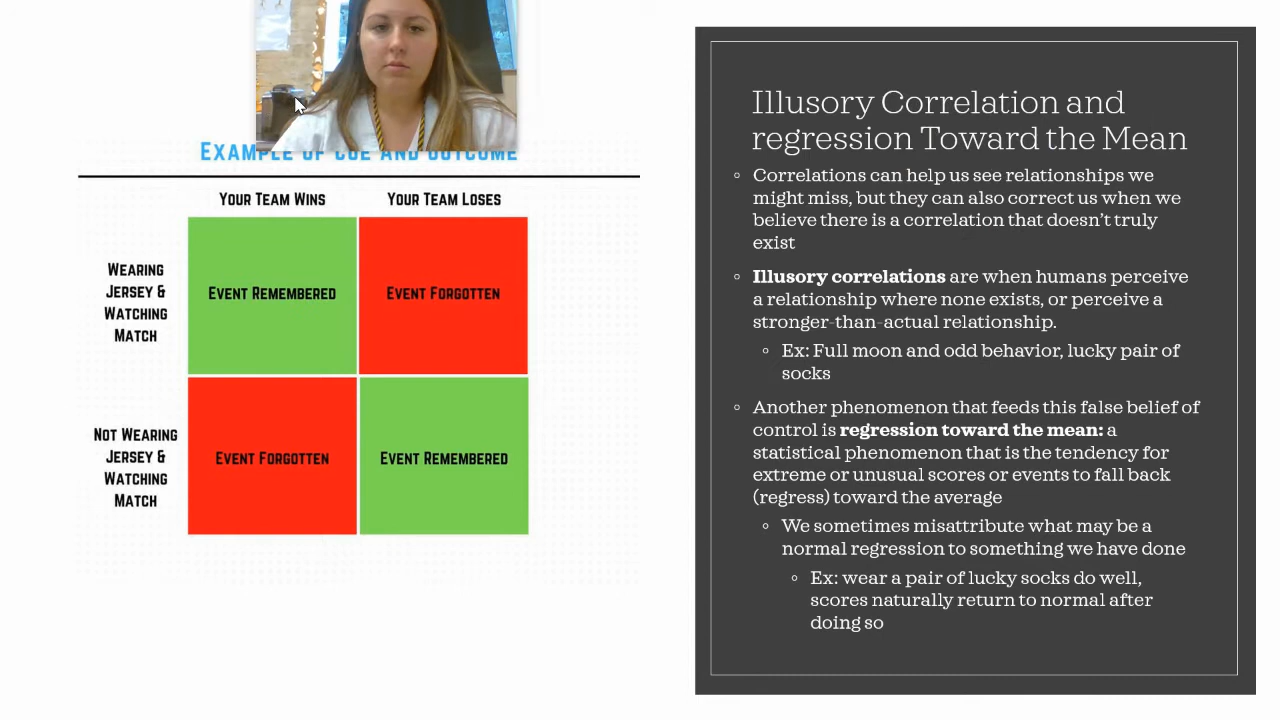 EXAMPLE OF CUE AND OUTCOME
YOUR TEAM WINS
YOUR TEAM LOSES
WEARING
JERSEY &
WATCHING
MATCH
EVENT REMEMBERED
EVENT FORGOTTEN
NOT WEARING
JERSEY &
WATCHING
MATCH
EVENT FORGOTTEN
EVENT REMEMBERED
Illusory Correlation and
regression Toward the Mean
Correlations can help us see relationships we
might miss, but they can also correct us when we
believe there is a correlation that doesn't truly
exist
Illusory correlations are when humans perceive
a relationship where none exists, or perceive a
stronger-than-actual relationship.
Ex: Full moon and odd behavior, lucky pair of
socks
Another phenomenon that feeds this false belief of
control is regression toward the mean: a
statistical phenomenon that is the tendency for
extreme or unusual scores or events to fall back
(regress) toward the average
We sometimes misattribute what may be a
normal regression to something we have done
Ex: wear a pair of lucky socks do well,
scores naturally return to normal after
doing so